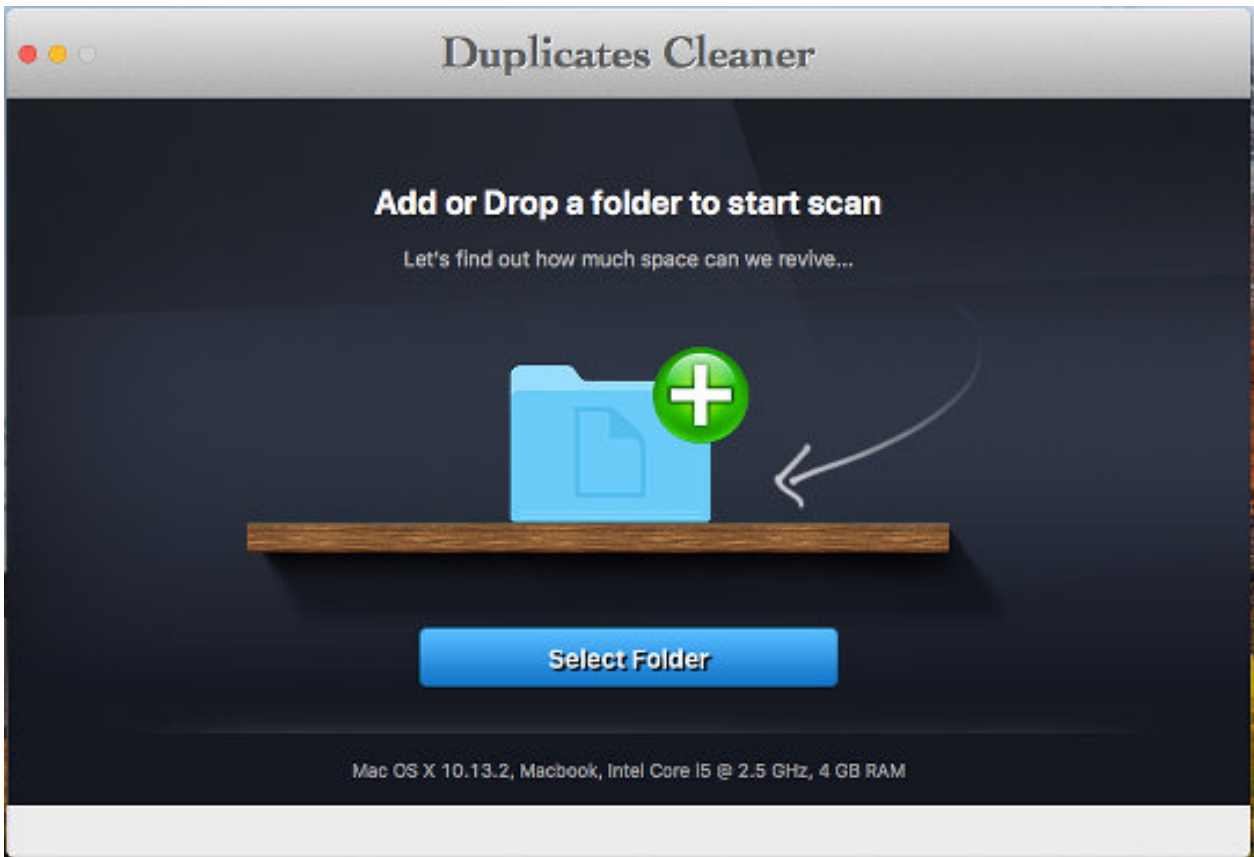 Duplicates Cleaner
Add or Drop a folder to start scan
Let's find out how much space can we revive...
Select Folder
Mac OS X 10.13.2, Macbook, Intel Core i5 @ 2.5 GHz, 4 GB RAM